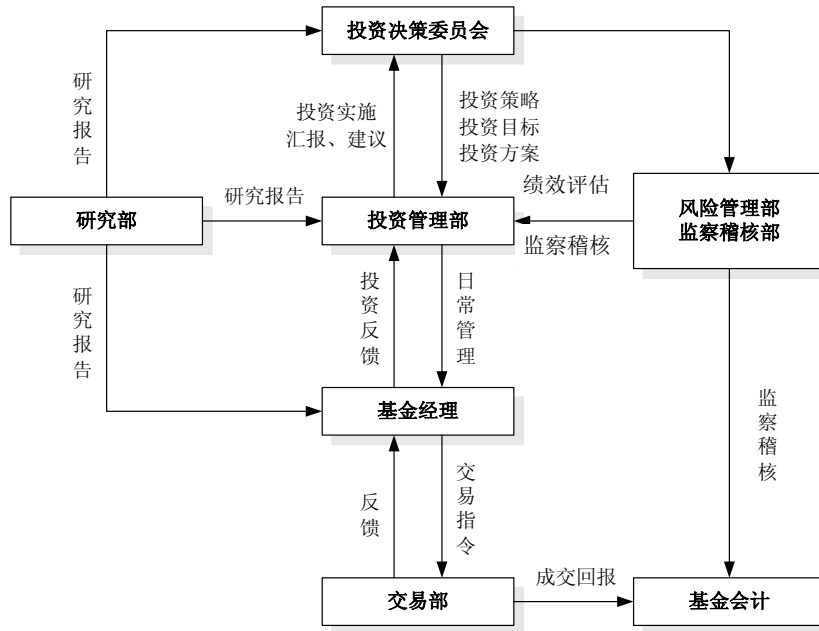 投资决策委员会
研究报告
投资实施
汇报、建议
投资策略
投资目标
投资方案
绩效评估
研究报告
研究部
投资管理部
风险管理部
监察稽核部
监察稽核
研究报告
投资反馈
日常管理
基金经理
监察稽核
反馈
交易指令
成交回报
交易部
基金会计